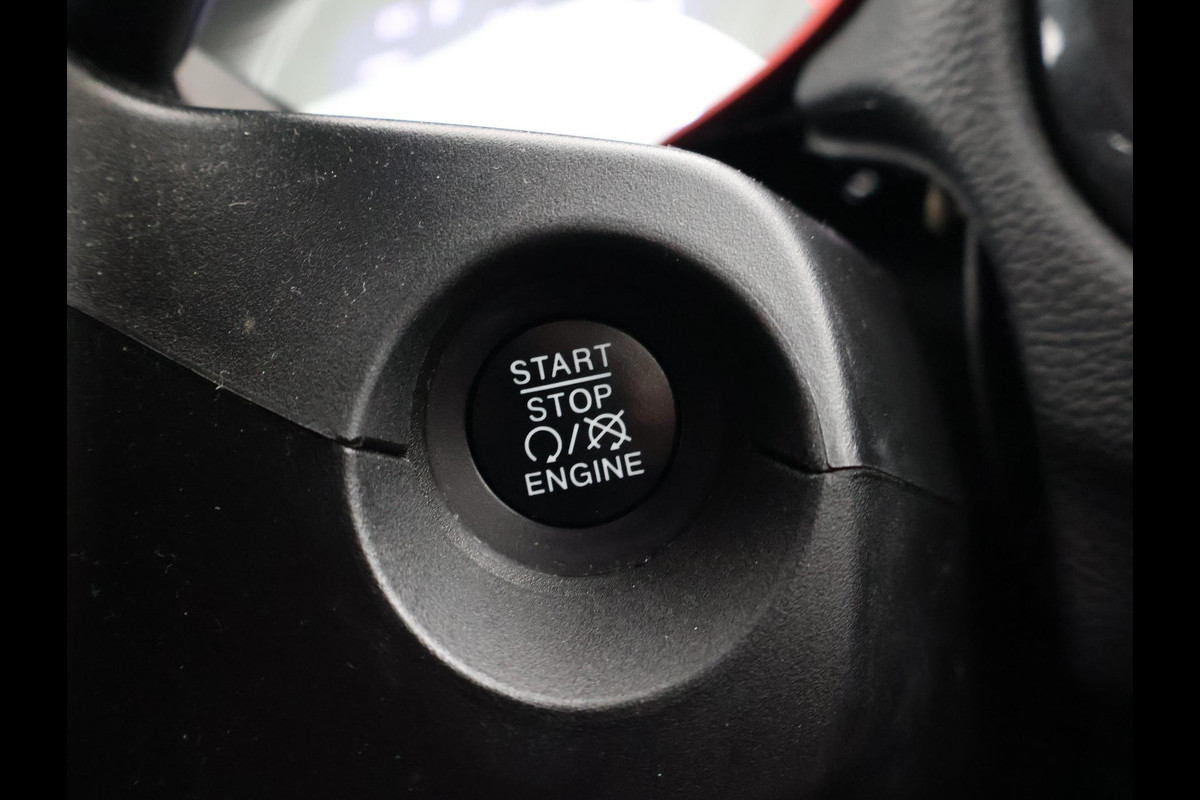 START
STOP
/
ENGINE